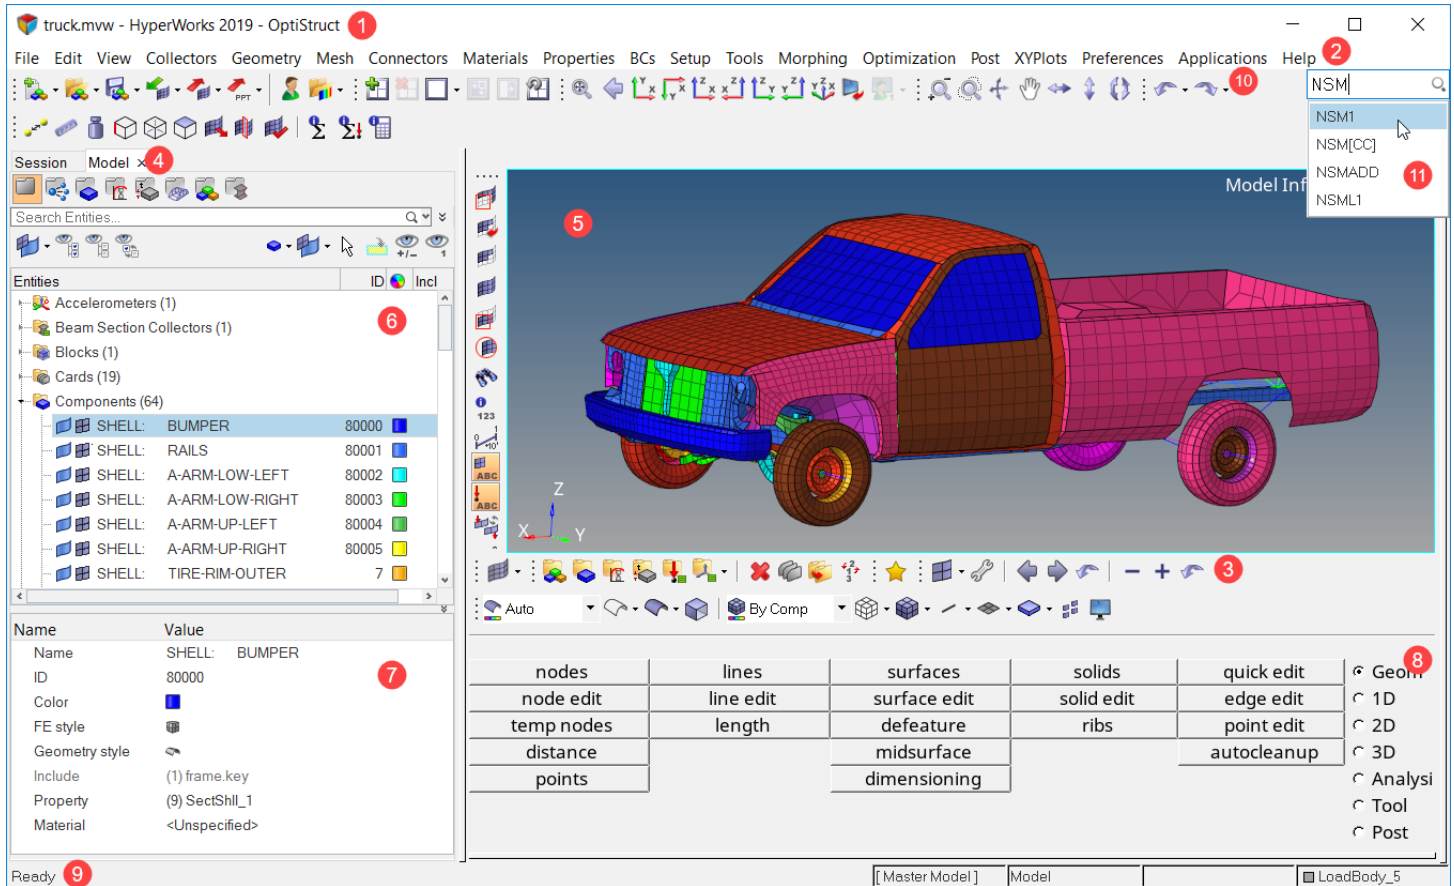 truck.mvw - HyperWorks 2019 - OptiStruct 1
File Edit View Collectors Geometry Mesh Connectors Materials Properties BCs Setup Tools Morphing Optimization Post XYPlots Preferences Applications Help 2
PPT
10
NSM
NSM1
NSM[CC]
NSMADD
NSML1
11
Session Model 4
Search Entities...
Entities ID Incl
Accelerometers (1)
6
Beam Section Collectors (1)
Blocks (1)
Cards (19)
Components (64)
SHELL: BUMPER 80000
SHELL: RAILS 80001
SHELL: A-ARM-LOW-LEFT 80002
SHELL: A-ARM-LOW-RIGHT 80003
SHELL: A-ARM-UP-LEFT 80004
SHELL: A-ARM-UP-RIGHT 80005
SHELL: TIRE-RIM-OUTER 7
Name Value
Name SHELL: BUMPER
ID 80000
7
Color
FE style
Geometry style
Include (1) frame.key
Property (9) SectShll_1
Material <Unspecified>
5
Model Inf
123
ABC
ABC
Z
X
Y
3
Auto By Comp
nodes lines surfaces solids quick edit Geom 8
node edit line edit surface edit solid edit edge edit 1D
temp nodes length defeature ribs point edit 2D
distance midsurface autocleanup 3D
points dimensioning Analysi
Tool
Post
Ready 9 [ Master Model ] Model LoadBody_5